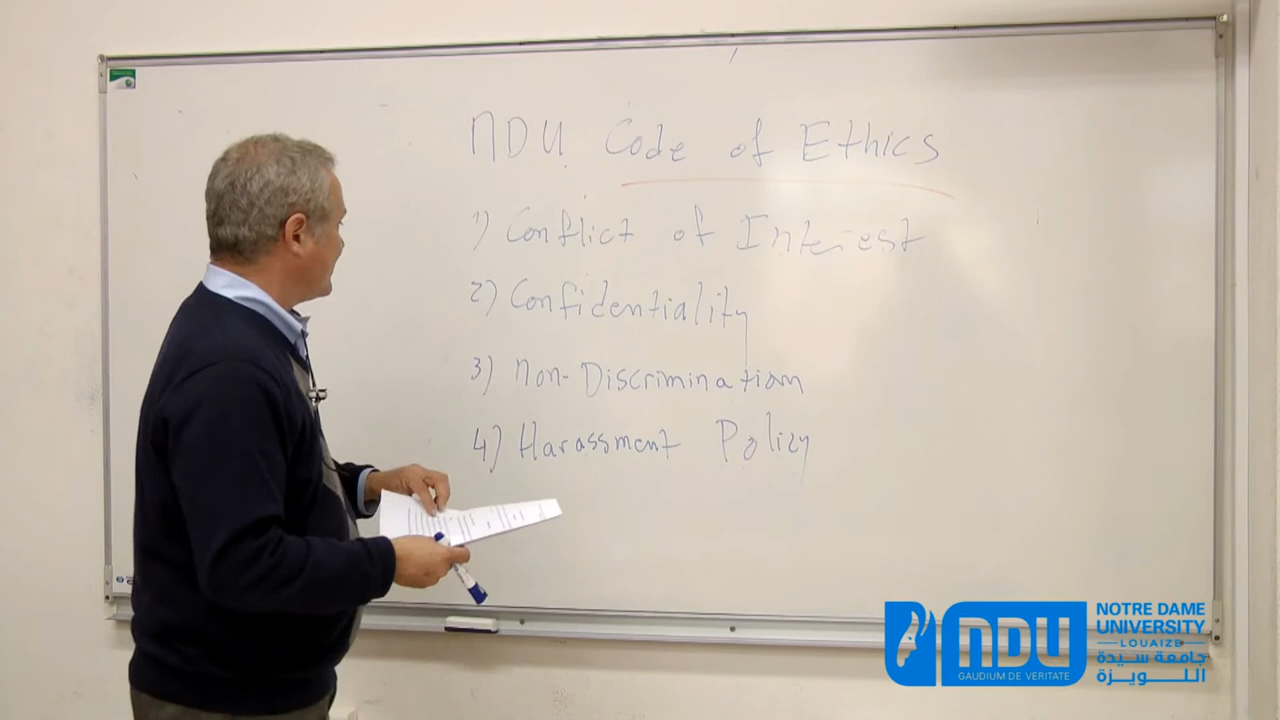 NDU Code of Ethics
1) Conflict of Interest
2) Confidentiality
3) Non-Discrimination
4) Harassment Policy
NDU
GAUDIUM DE VERITATE
NOTRE DAME
UNIVERSITY
LOUAIZE
جامعة سيدة
اللويزة